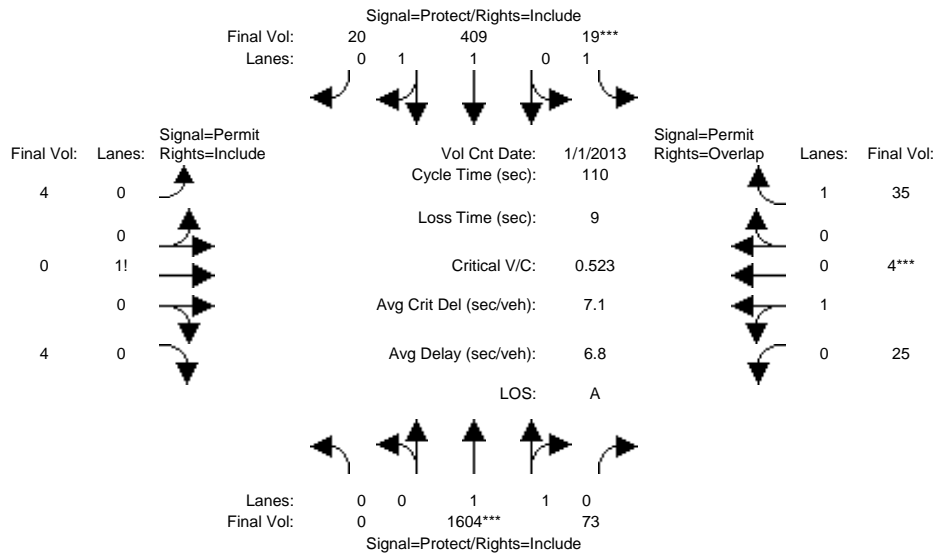 Signal=Protect/Rights=Include
Final Vol: 20 409 19***
Lanes: 0 1 1 0 1
Signal=Permit Signal=Permit
Final Vol: Lanes: Rights=Include Vol Cnt Date: 1/1/2013 Rights=Overlap Lanes: Final Vol:
Cycle Time (sec): 110
4 0 1 35
Loss Time (sec): 9
0 0
0 1! Critical V/C: 0.523 0 4***
0 Avg Crit Del (sec/veh): 7.1 1
4 0 Avg Delay (sec/veh): 6.8 0 25
LOS: A
Lanes: 0 0 1 1 0
Final Vol: 0 1604*** 73
Signal=Protect/Rights=Include